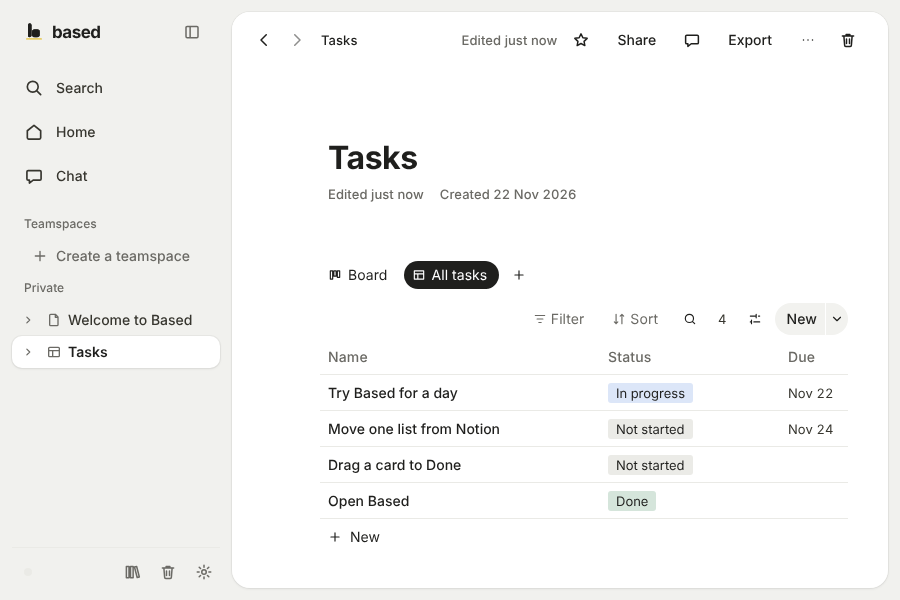 based
Search
Home
Chat
Teamspaces
Create a teamspace
Private
Welcome to Based
Tasks
Tasks
Edited just now
Share
Export
Tasks
Edited just now Created 22 Nov 2026
Board All tasks
Filter Sort 4 New
Name Status Due
Try Based for a day In progress Nov 22
Move one list from Notion Not started Nov 24
Drag a card to Done Not started
Open Based Done
New